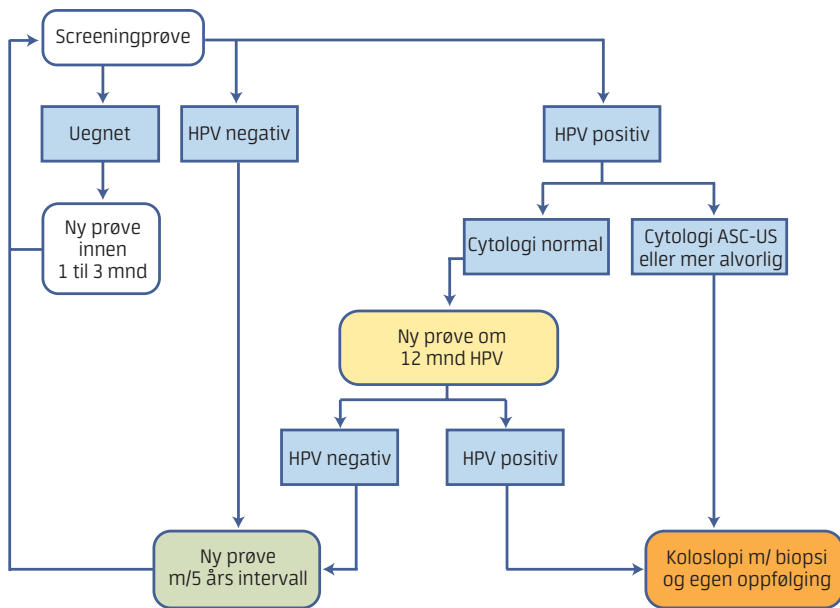 Screeningprøve
Uegnet
HPV negativ
HPV positiv
Ny prøve
innen
1 til 3 mnd
Cytologi normal
Cytologi ASC-US
eller mer alvorlig
Ny prøve om
12 mnd HPV
HPV negativ
HPV positiv
Ny prøve
m/5 års intervall
Koloslopi m/ biopsi
og egen oppfølging